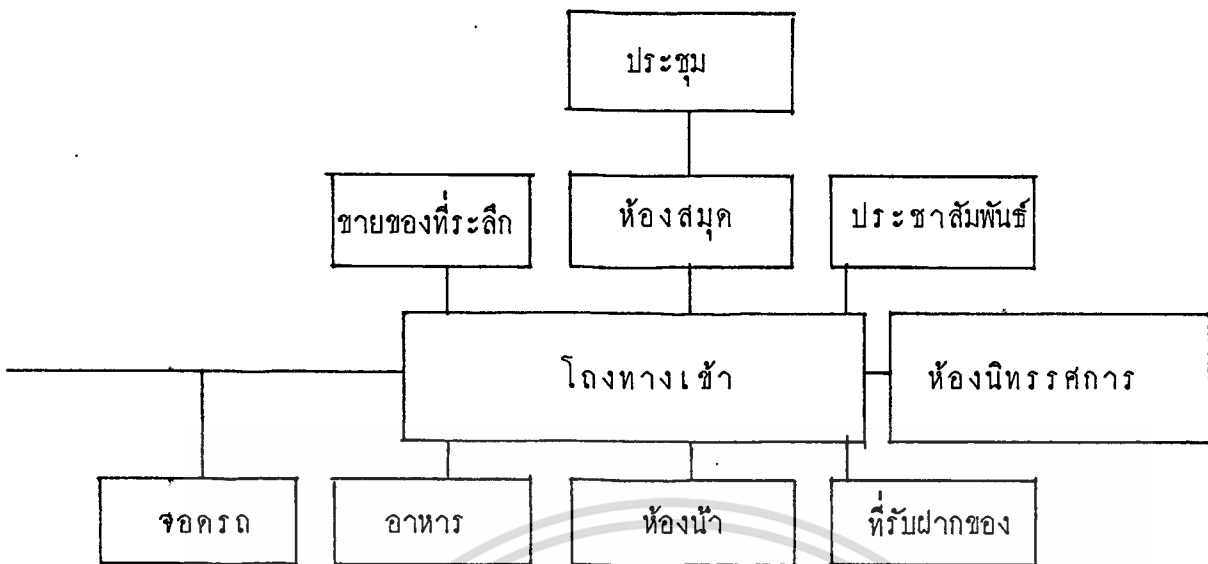 ประชุม
ขายของที่ระลึก
ห้องสมุด
ประชาสัมพันธ์
โถงทางเข้า
ห้องนิทรรศการ
จอดรถ
อาหาร
ห้องน้ำ
ที่รับฝากของ